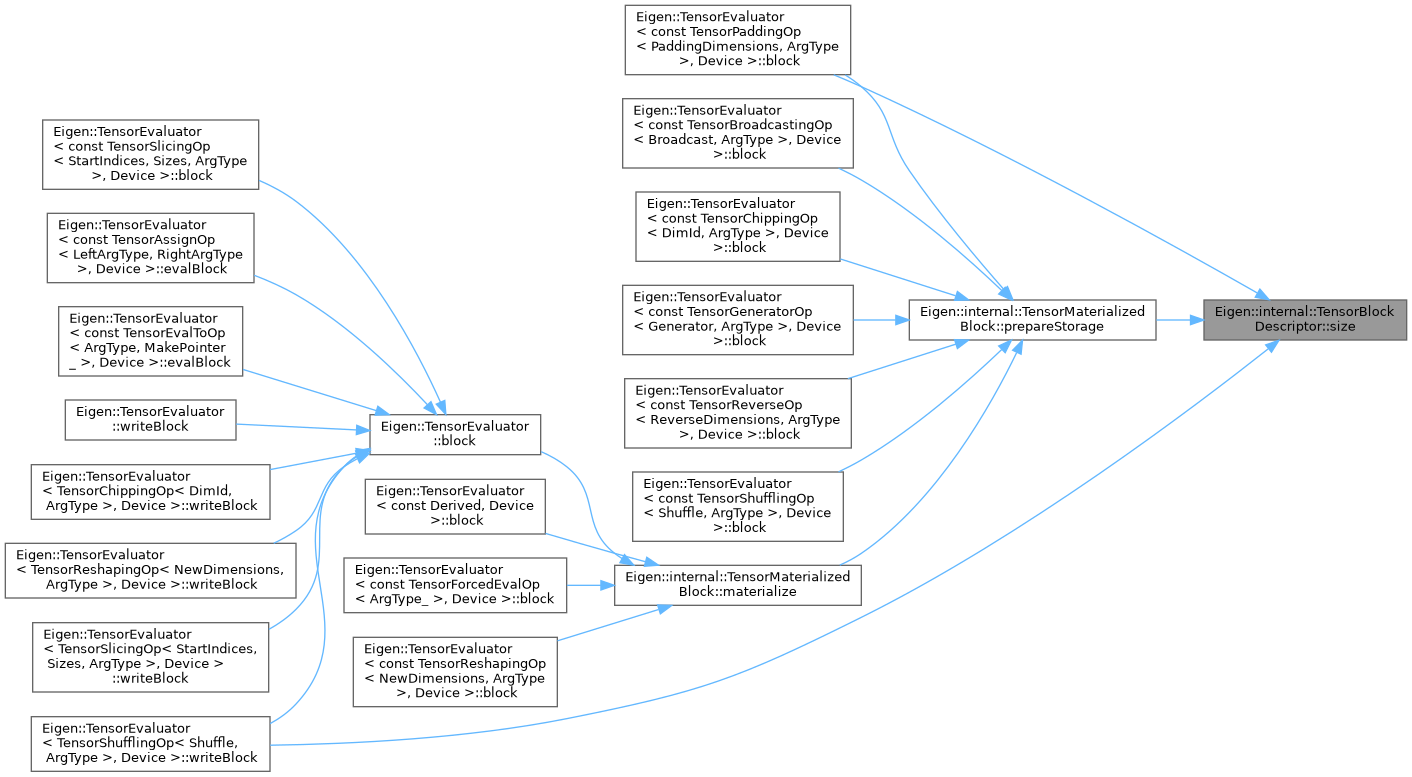 Eigen::TensorEvaluator
< const TensorPaddingOp
< PaddingDimensions, ArgType
>, Device >::block
Eigen::TensorEvaluator
< const TensorBroadcastingOp
< Broadcast, ArgType >, Device
>::block
Eigen::TensorEvaluator
< const TensorSlicingOp
< StartIndices, Sizes, ArgType
>, Device >::block
Eigen::TensorEvaluator
< const TensorChippingOp
< DimId, ArgType >, Device
>::block
Eigen::TensorEvaluator
< const TensorAssignOp
< LeftArgType, RightArgType
>, Device >::evalBlock
Eigen::TensorEvaluator
< const TensorGeneratorOp
< Generator, ArgType >, Device
>::block
Eigen::internal::TensorMaterialized
Block::prepareStorage
Eigen::internal::TensorBlock
Descriptor::size
Eigen::TensorEvaluator
< const TensorEvalToOp
< ArgType, MakePointer
_ >, Device >::evalBlock
Eigen::TensorEvaluator
< const TensorReverseOp
< ReverseDimensions, ArgType
>, Device >::block
Eigen::TensorEvaluator
::writeBlock
Eigen::TensorEvaluator
::block
Eigen::TensorEvaluator
< TensorChippingOp< DimId,
ArgType >, Device >::writeBlock
Eigen::TensorEvaluator
< const Derived, Device
>::block
Eigen::TensorEvaluator
< const TensorShufflingOp
< Shuffle, ArgType >, Device
>::block
Eigen::TensorEvaluator
< TensorReshapingOp< NewDimensions,
ArgType >, Device >::writeBlock
Eigen::TensorEvaluator
< const TensorForcedEvalOp
< ArgType_ >, Device >::block
Eigen::internal::TensorMaterialized
Block::materialize
Eigen::TensorEvaluator
< TensorSlicingOp< StartIndices,
Sizes, ArgType >, Device >
::writeBlock
Eigen::TensorEvaluator
< const TensorReshapingOp
< NewDimensions, ArgType
>, Device >::block
Eigen::TensorEvaluator
< TensorShufflingOp< Shuffle,
ArgType >, Device >::writeBlock